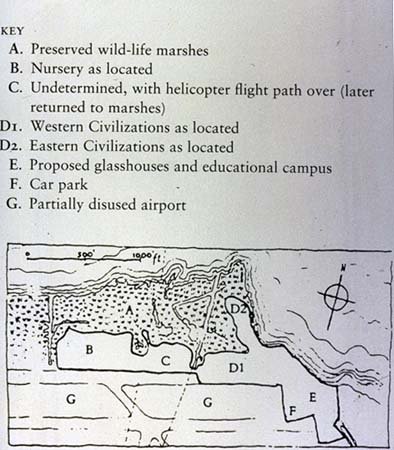 KEY
A. Preserved wild-life marshes
B. Nursery as located
C. Undetermined, with helicopter flight path over (later
returned to marshes)
D1. Western Civilizations as located
D2. Eastern Civilizations as located
E. Proposed glasshouses and educational campus
F. Car park
G. Partially disused airport
0 500' 1000 ft.
N
A
D2
B
C
D1
G
G
F
E